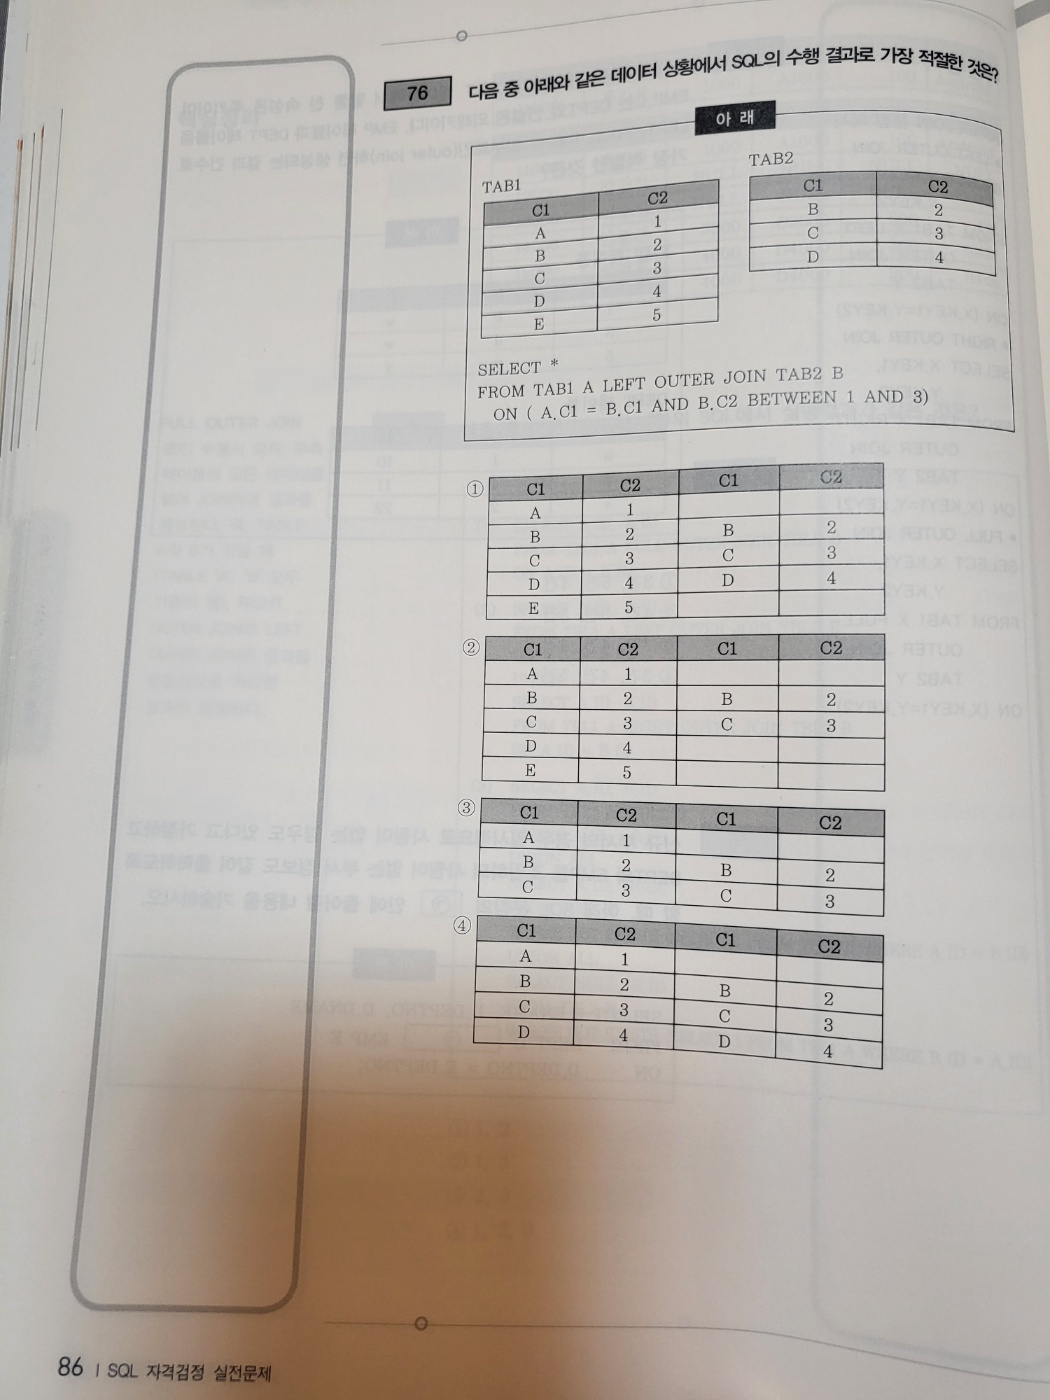 76 다음 중 아래와 같은 데이터 상황에서 SQL의 수행 결과로 가장 적절한 것은?
아 래
TAB1
C1 C2
A 1
B 2
C 3
D 4
E 5
TAB2
C1 C2
B 2
C 3
D 4
SELECT *
FROM TAB1 A LEFT OUTER JOIN TAB2 B
ON ( A.C1 = B.C1 AND B.C2 BETWEEN 1 AND 3)
①
C1 C2 C1 C2
A 1
B 2 B 2
C 3 C 3
D 4 D 4
E 5
②
C1 C2 C1 C2
A 1
B 2 B 2
C 3 C 3
D 4
E 5
③
C1 C2 C1 C2
A 1
B 2 B 2
C 3 C 3
④
C1 C2 C1 C2
A 1
B 2 B 2
C 3 C 3
D 4 D 4
86 | SQL 자격검정 실전문제